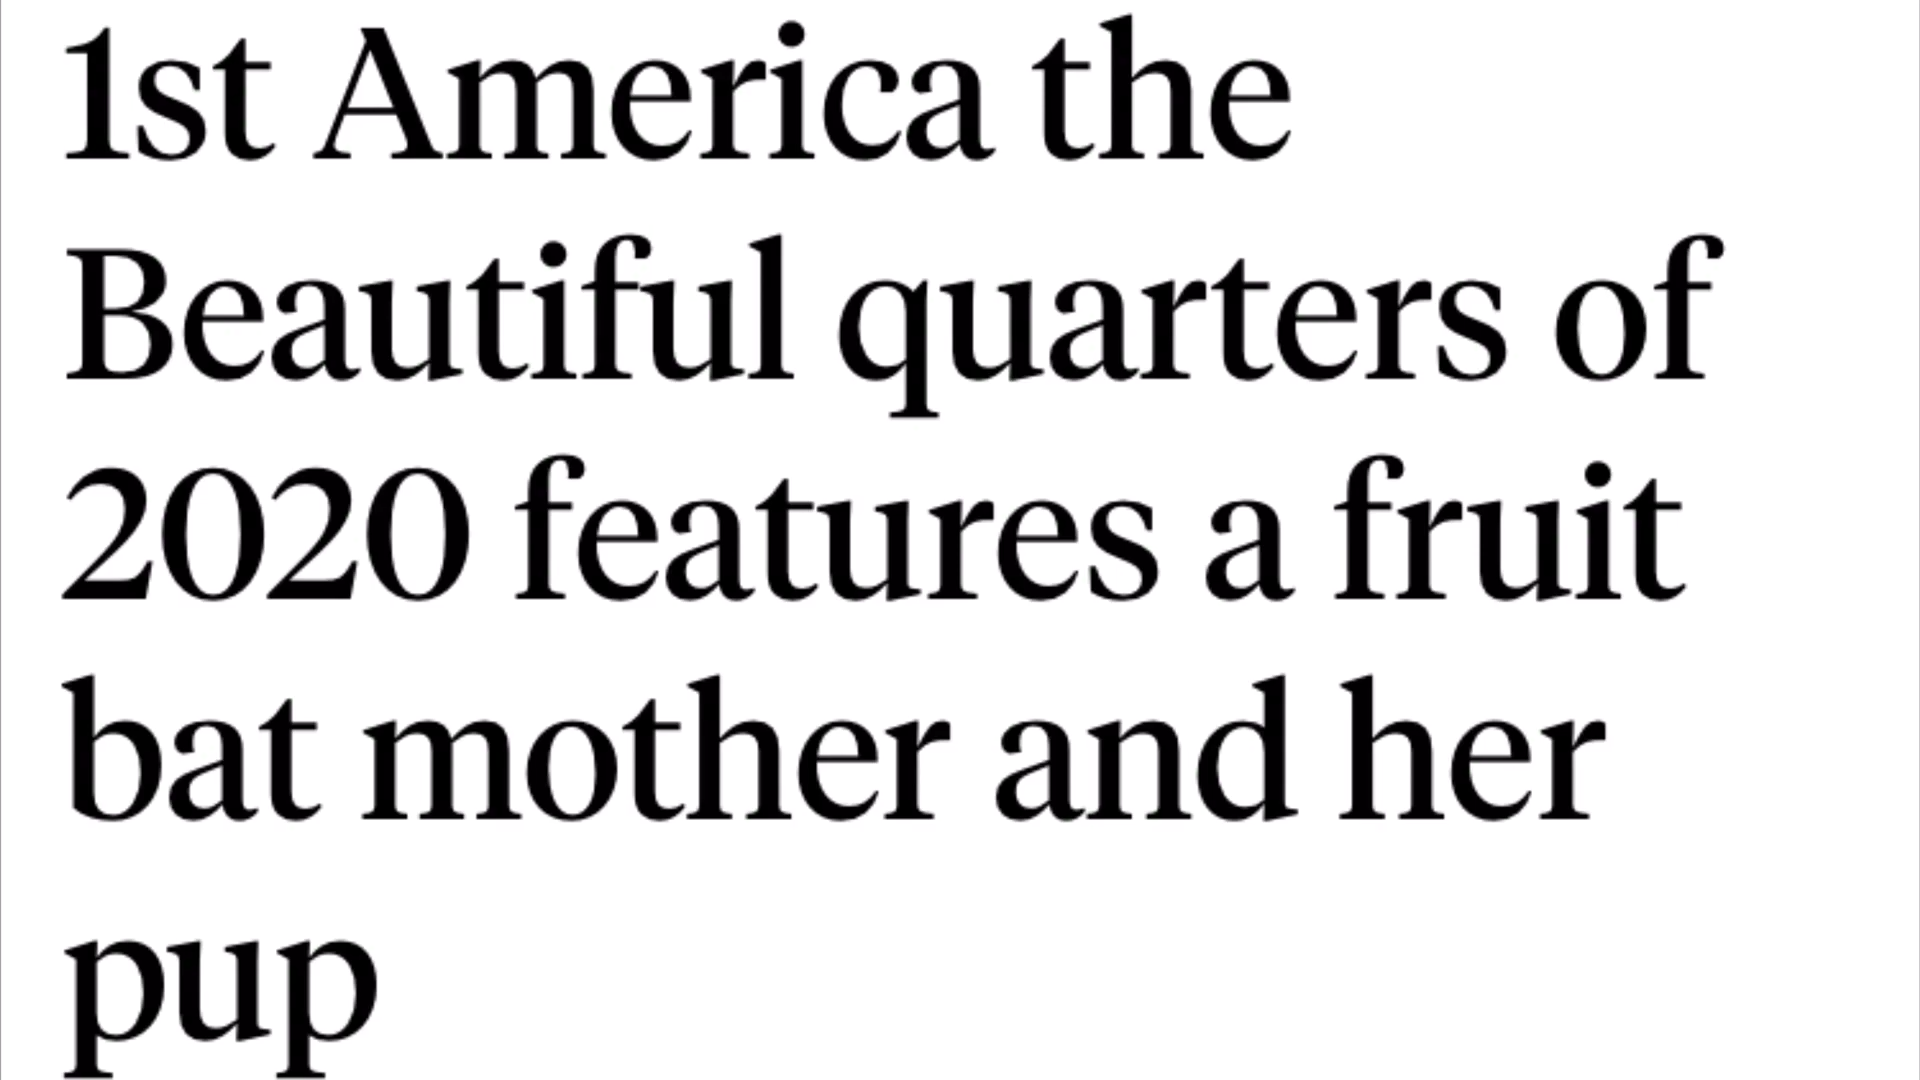 1st America the
Beautiful quarters of
2020 features a fruit
bat mother and her
pup